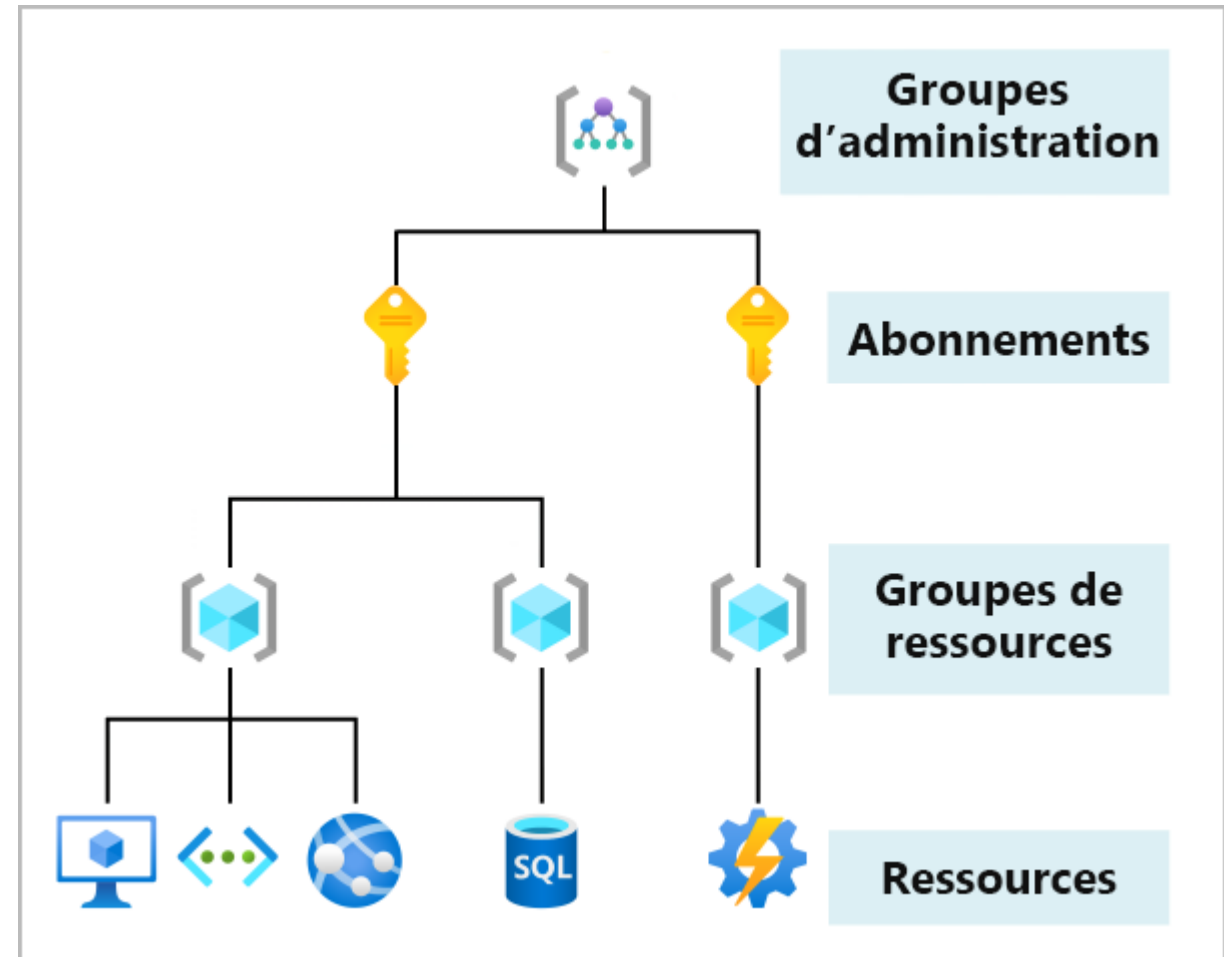 Groupes
d’administration
Abonnements
Groupes de
ressources
SQL
Ressources